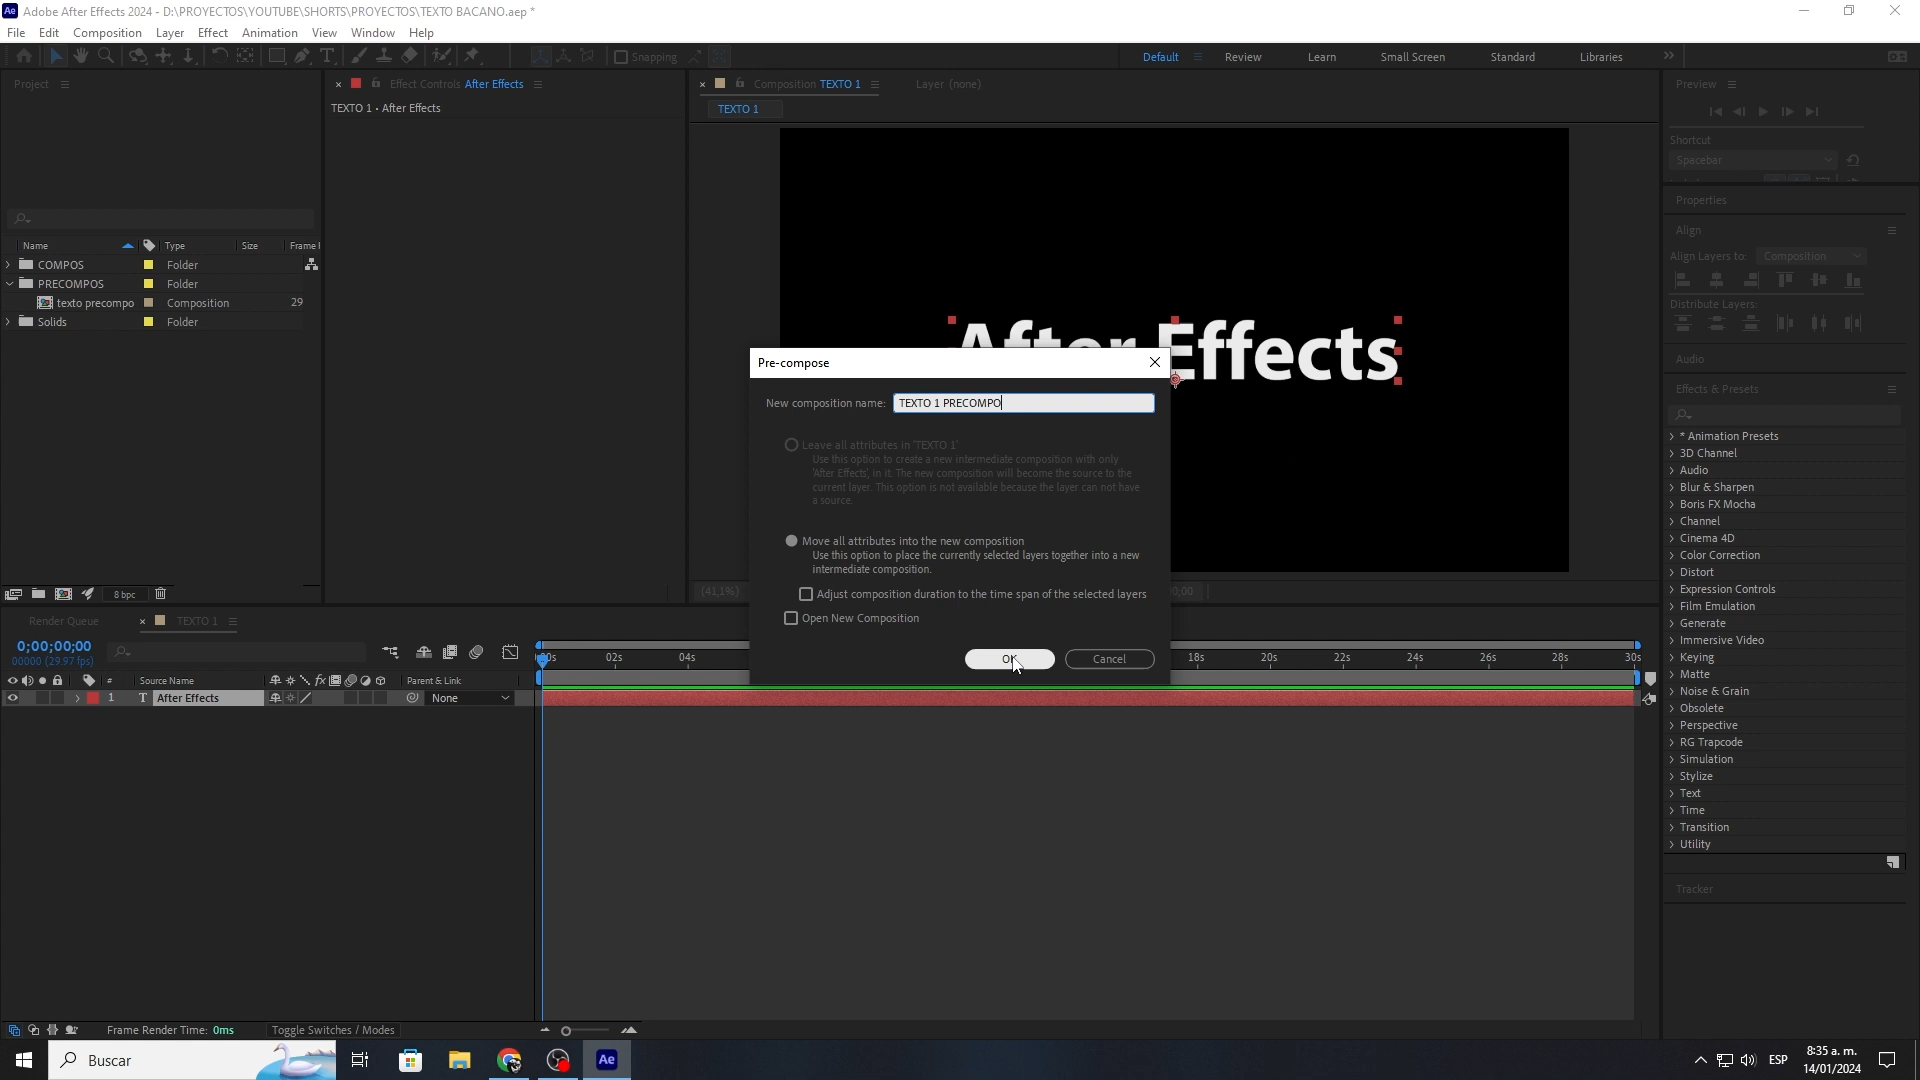 Adobe After Effects 2024 - D:\PROYECTOS\YOUTUBE\SHORTS\PROYECTOS\TEXTO BACANO.aep *
File Edit Composition Layer Effect Animation View Window Help
Snapping
Default Review Learn Small Screen Standard Libraries
Project
Effect Controls After Effects
Composition TEXTO 1
Layer (none)
Preview
TEXTO 1 • After Effects
TEXTO 1
Shortcut
Spacebar
Properties
Align
Align Layers to: Composition
Distribute Layers:
Audio
Effects & Presets
Name Type Size Frame
COMPOS Folder
PRECOMPOS Folder
texto precompo Composition 29
Solids Folder
After Effects
Pre-compose
New composition name: TEXTO 1 PRECOMPO
Leave all attributes in 'TEXTO 1'
Use this option to create a new intermediate composition with only
'After Effects', in it. The new composition will become the source to the
current layer. This option is not available because the layer can not have
a source.
Move all attributes into the new composition
Use this option to place the currently selected layers together into a new
intermediate composition.
Adjust composition duration to the time span of the selected layers
Open New Composition
OK Cancel
* Animation Presets
3D Channel
Audio
Blur & Sharpen
Boris FX Mocha
Channel
Cinema 4D
Color Correction
Distort
Expression Controls
Film Emulation
Generate
Immersive Video
Keying
Matte
Noise & Grain
Obsolete
Perspective
RG Trapcode
Simulation
Stylize
Text
Time
Transition
Utility
Tracker
8 bpc
(41,1%)
Render Queue
TEXTO 1
0;00;00;00
00000 (29.97 fps)
02s 04s 18s 20s 22s 24s 26s 28s 30s
# Source Name Parent & Link
1 T After Effects None
Frame Render Time: 0ms Toggle Switches / Modes
Buscar
Ae
ESP
8:35 a. m.
14/01/2024